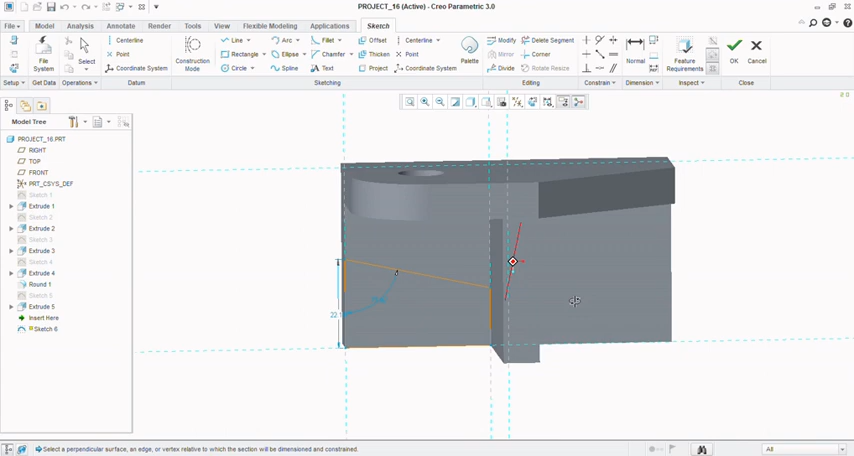 PROJECT_16 (Active) - Creo Parametric 3.0
File Model Analysis Annotate Render Tools View Flexible Modeling Applications Sketch
File System
Select
Centerline
Point
Coordinate System
Construction Mode
Line Arc Fillet Offset Centerline
Rectangle Ellipse Chamfer Thicken Point
Circle Spline Text Project Coordinate System
Palette
Modify Delete Segment
Mirror Corner
Divide Rotate Resize
Normal
Feature Requirements
OK Cancel
Setup Get Data Operations Datum Sketching Editing Constrain Dimension Inspect Close
Model Tree
PROJECT_16.PRT
RIGHT
TOP
FRONT
PRT_CSYS_DEF
Sketch 1
Extrude 1
Sketch 2
Extrude 2
Sketch 3
Extrude 3
Sketch 4
Extrude 4
Round 1
Sketch 5
Extrude 5
Insert Here
Sketch 6
Select a perpendicular surface, an edge, or vertex relative to which the section will be dimensioned and constrained.
All